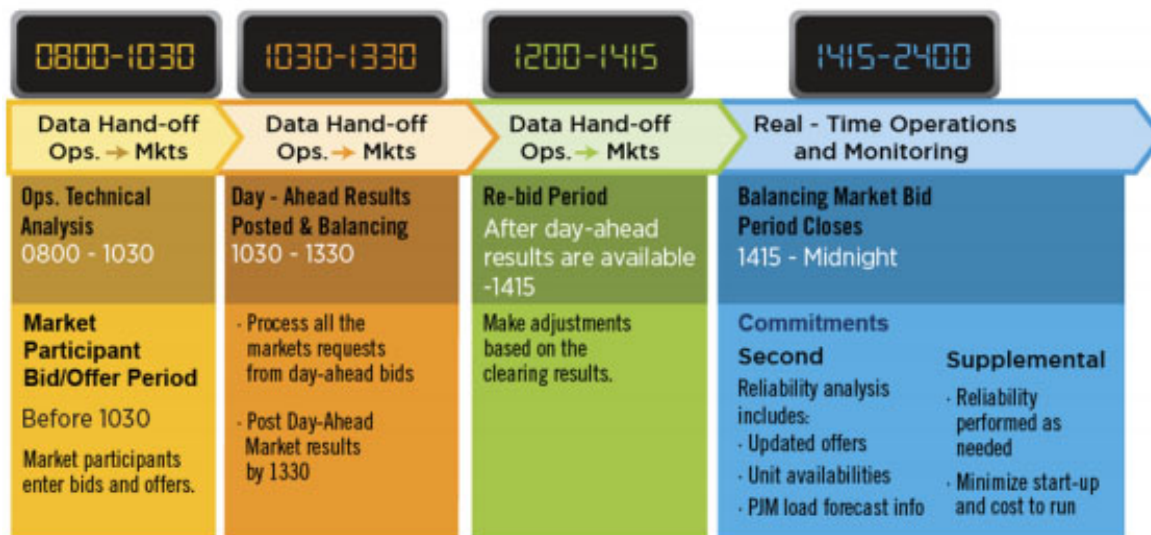 0800-1030
1030-1330
1200-1415
1415-2400
Data Hand-off
Ops. → Mkts
Data Hand-off
Ops. → Mkts
Data Hand-off
Ops. → Mkts
Real - Time Operations
and Monitoring
Ops. Technical
Analysis
0800 - 1030
Market
Participant
Bid/Offer Period
Before 1030
Market participants
enter bids and offers.
Day - Ahead Results
Posted & Balancing
1030 - 1330
· Process all the
markets requests
from day-ahead bids
· Post Day-Ahead
Market results
by 1330
Re-bid Period
After day-ahead
results are available
-1415
Make adjustments
based on the
clearing results.
Balancing Market Bid
Period Closes
1415 - Midnight
Commitments
Second
Reliability analysis
includes:
· Updated offers
· Unit availabilities
· PJM load forecast info
Supplemental
· Reliability
performed as
needed
· Minimize start-up
and cost to run